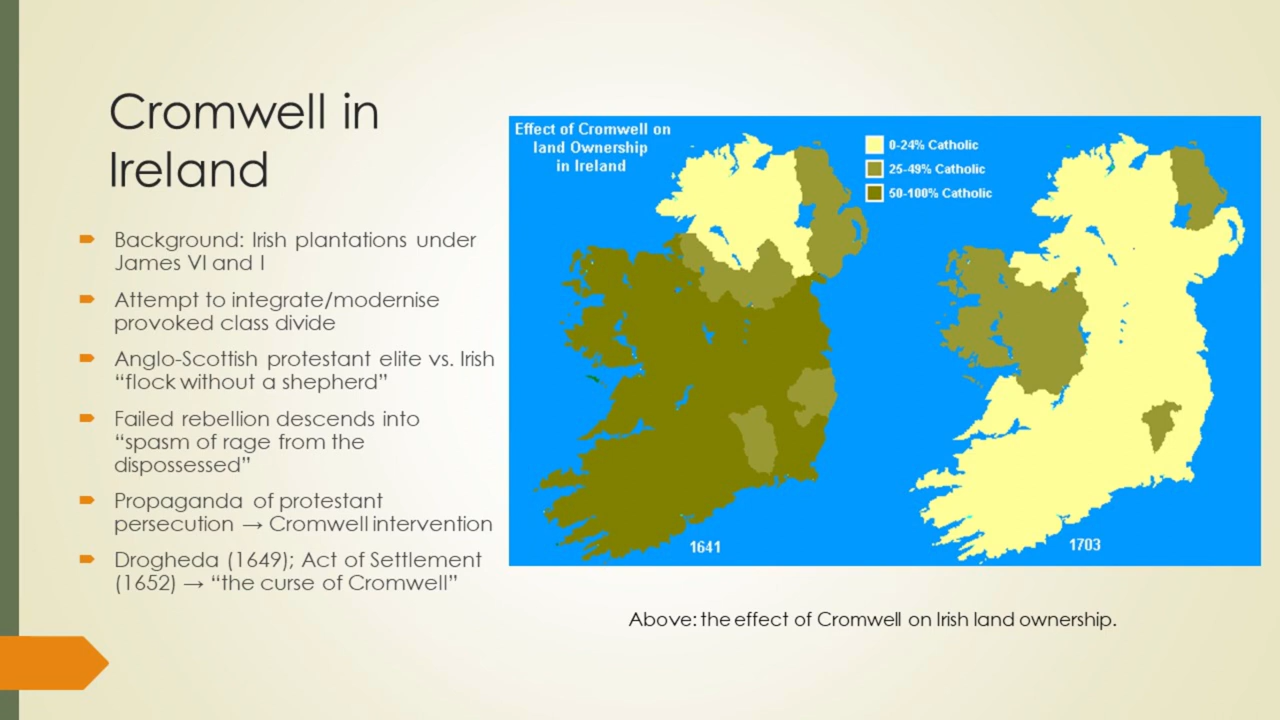 Cromwell in
Ireland
Background: Irish plantations under
James VI and I
Attempt to integrate/modernise
provoked class divide
Anglo-Scottish protestant elite vs. Irish
“flock without a shepherd”
Failed rebellion descends into
“spasm of rage from the
dispossessed”
Propaganda of protestant
persecution → Cromwell intervention
Drogheda (1649); Act of Settlement
(1652) → “the curse of Cromwell”
Effect of Cromwell on
land Ownership
in Ireland
0-24% Catholic
25-49% Catholic
50-100% Catholic
1641
1703
Above: the effect of Cromwell on Irish land ownership.